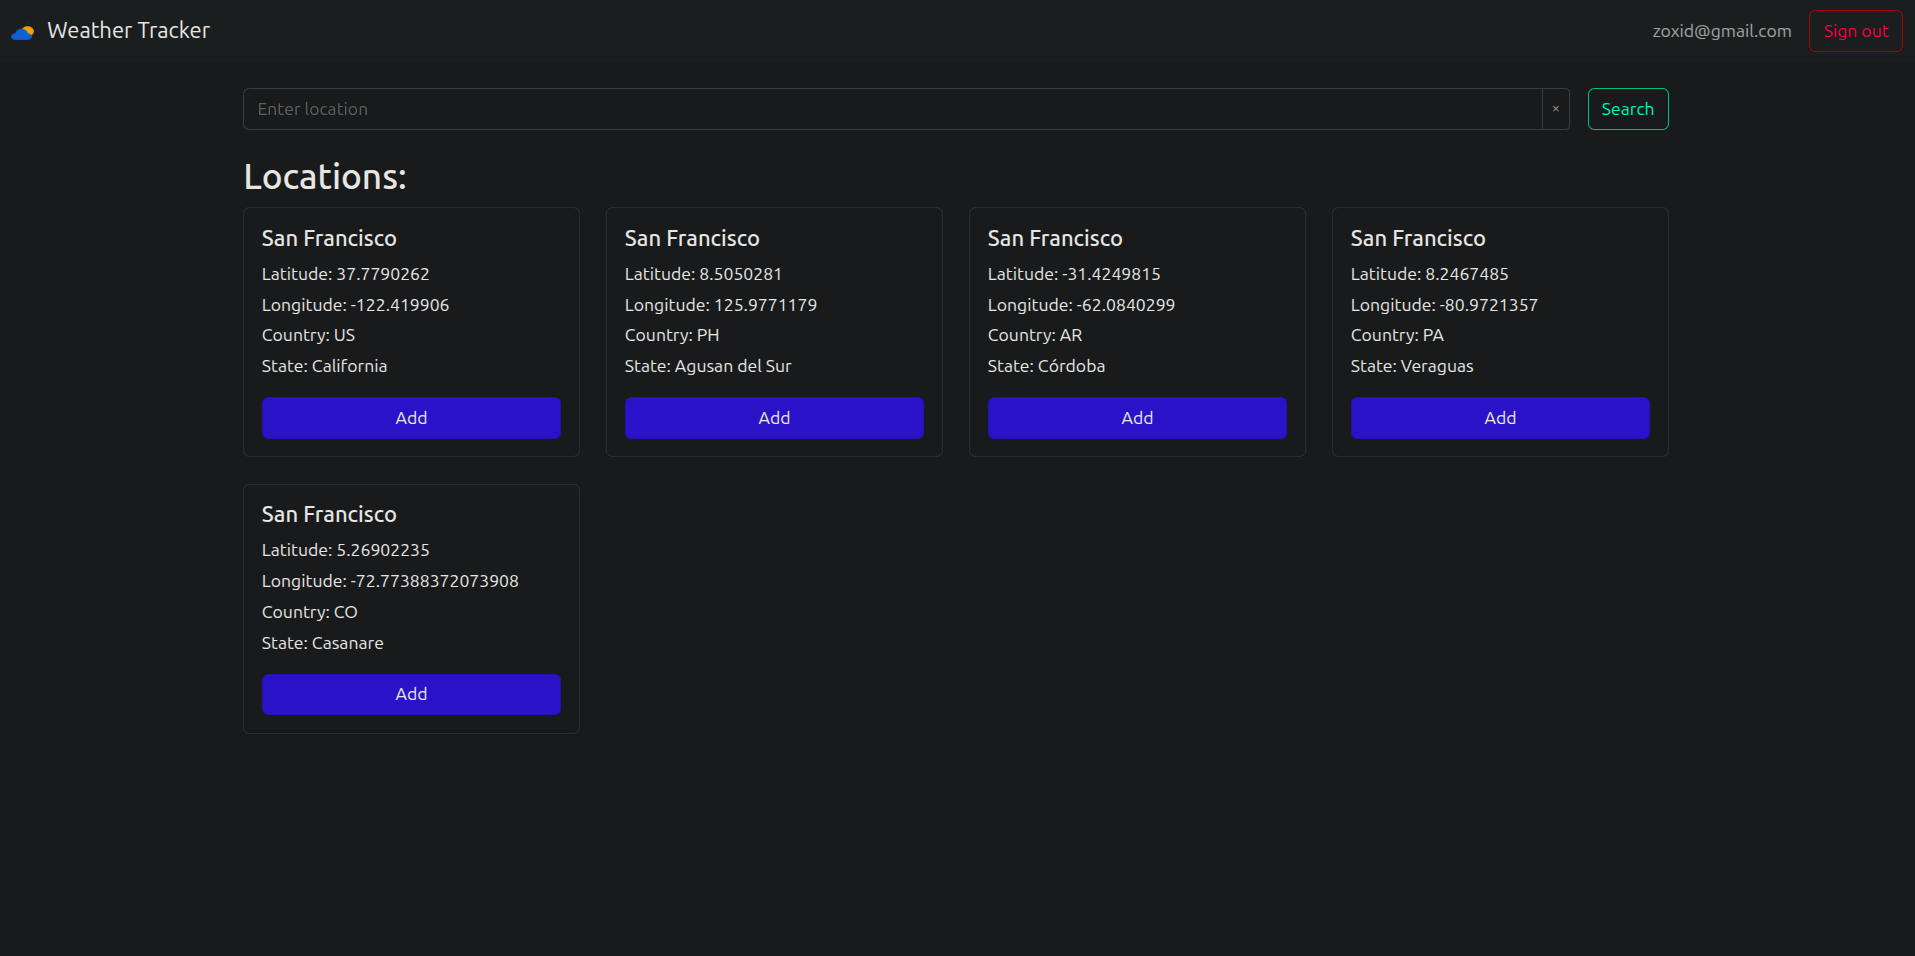 Weather Tracker
zoxid@gmail.com
Sign out
Enter location
×
Search
Locations:
San Francisco
Latitude: 37.7790262
Longitude: -122.419906
Country: US
State: California
Add
San Francisco
Latitude: 8.5050281
Longitude: 125.9771179
Country: PH
State: Agusan del Sur
Add
San Francisco
Latitude: -31.4249815
Longitude: -62.0840299
Country: AR
State: Córdoba
Add
San Francisco
Latitude: 8.2467485
Longitude: -80.9721357
Country: PA
State: Veraguas
Add
San Francisco
Latitude: 5.26902235
Longitude: -72.77388372073908
Country: CO
State: Casanare
Add